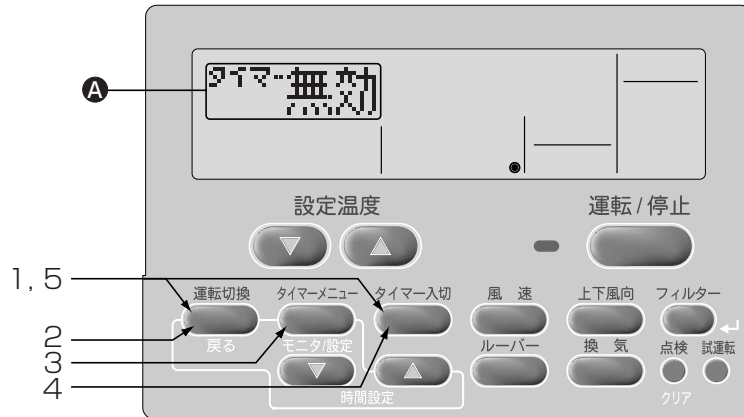 A
タイマー無効
設定温度
運転/停止
▽ △
1, 5
運転切換 タイマーメニュー タイマー入切 風 速 上下風向 フィルター
2
戻る モニタ/設定 ルーバー 換 気 点検 試運転
3
4
▽ △
時間設定 クリア